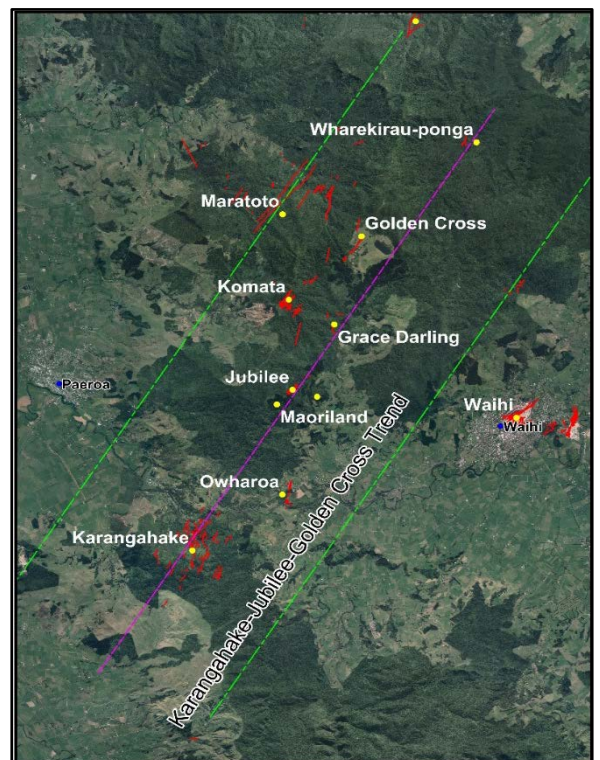 Wharekirau-ponga
Maratoto
Golden Cross
Komata
Grace Darling
Jubilee
Paeroa
Maoriland
Waihi
Waihi
Owharoa
Karangahake
Karangahake-Jubilee-Golden Cross Trend